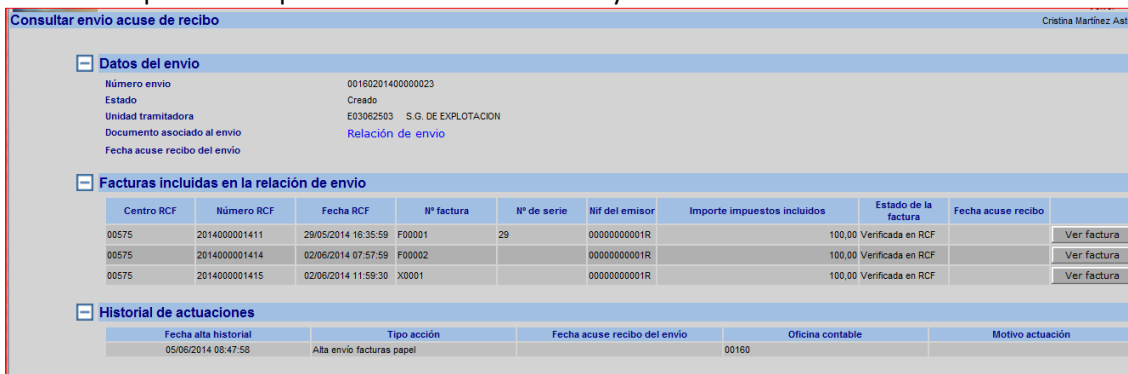 Consultar envio acuse de recibo
Cristina Martínez Ast
Datos del envio
Número envio 00160201400000023
Estado Creado
Unidad tramitadora E03062503 S.G. DE EXPLOTACION
Documento asociado al envio Relación de envio
Fecha acuse recibo del envio
Facturas incluidas en la relación de envio
Centro RCF Número RCF Fecha RCF Nº factura Nº de serie Nif del emisor Importe impuestos incluidos Estado de la factura Fecha acuse recibo
00575 2014000001411 29/05/2014 16:35:59 F00001 29 00000000001R 100,00 Verificada en RCF Ver factura
00575 2014000001414 02/06/2014 07:57:59 F00002 00000000001R 100,00 Verificada en RCF Ver factura
00575 2014000001415 02/06/2014 11:59:30 X0001 00000000001R 100,00 Verificada en RCF Ver factura
Historial de actuaciones
Fecha alta historial Tipo acción Fecha acuse recibo del envío Oficina contable Motivo actuación
05/06/2014 08:47:58 Alta envío facturas papel 00160